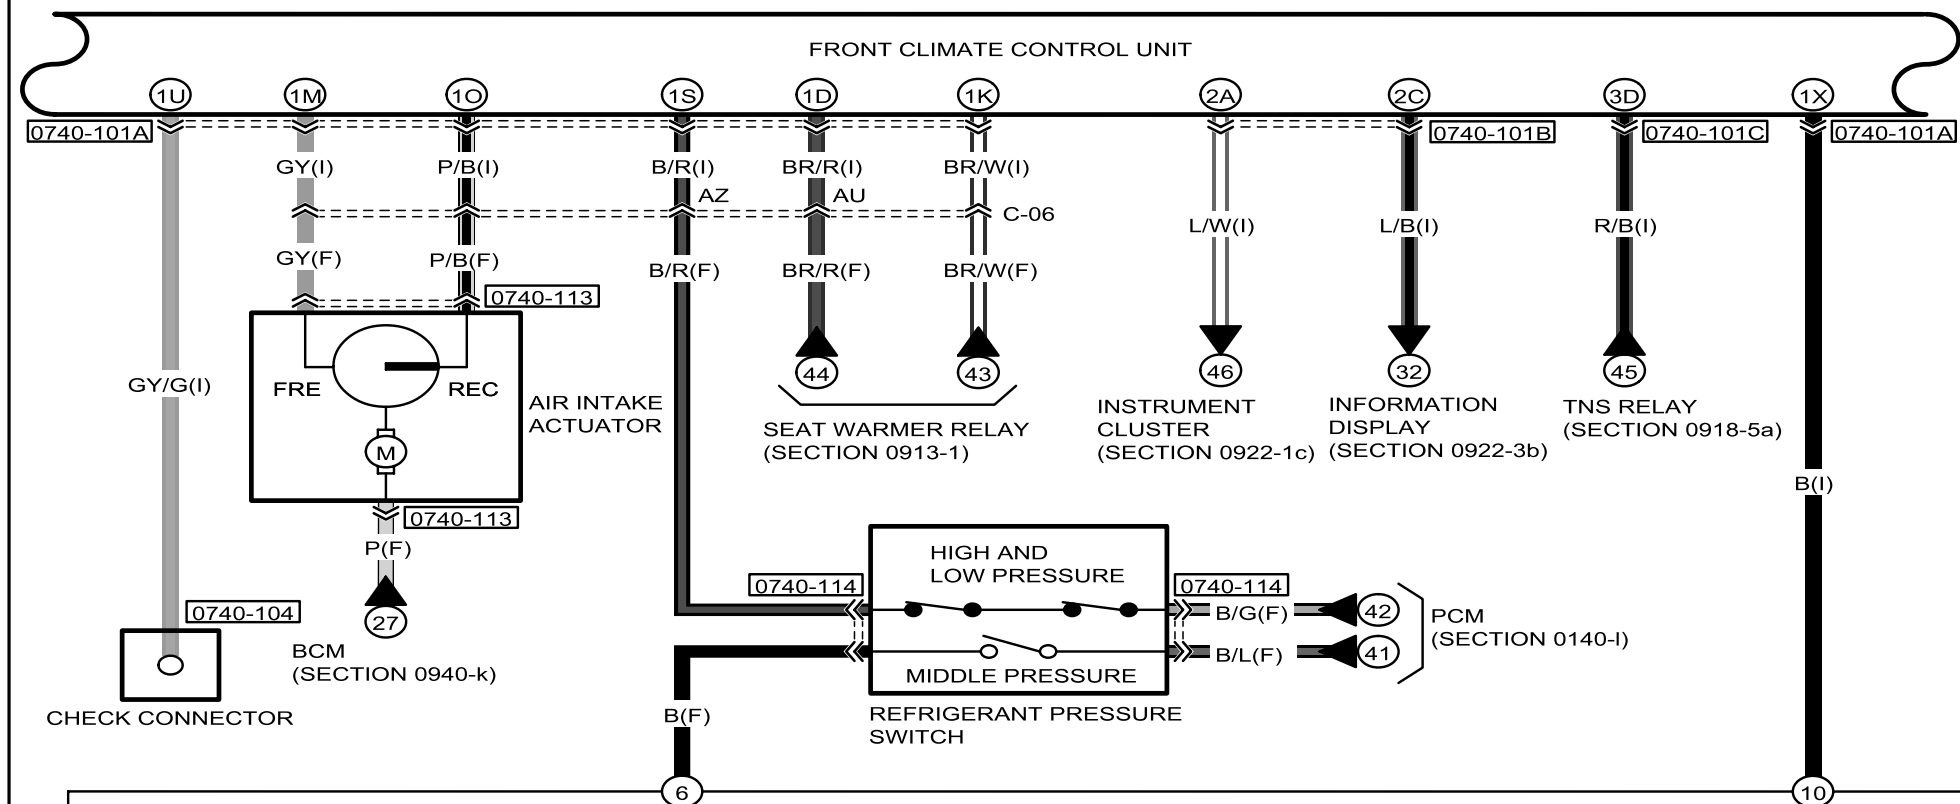 FRONT CLIMATE CONTROL UNIT
1U 1M 1O 1S 1D 1K 2A 2C 3D 1X
0740-101A 0740-101B 0740-101C 0740-101A
GY(I) P/B(I) B/R(I) BR/R(I) BR/W(I)
AZ AU
C-06
L/W(I) L/B(I) R/B(I)
GY(F) P/B(F) B/R(F) BR/R(F) BR/W(F)
0740-113
44 43 46 32 45
GY/G(I)
FRE REC
AIR INTAKE
ACTUATOR
M
SEAT WARMER RELAY
(SECTION 0913-1)
INSTRUMENT
CLUSTER
(SECTION 0922-1c)
INFORMATION
DISPLAY
(SECTION 0922-3b)
TNS RELAY
(SECTION 0918-5a)
B(I)
0740-113
P(F)
27
BCM
(SECTION 0940-k)
0740-104
CHECK CONNECTOR
HIGH AND
LOW PRESSURE
0740-114 0740-114
B/G(F) 42
B/L(F) 41
PCM
(SECTION 0140-I)
MIDDLE PRESSURE
REFRIGERANT PRESSURE
SWITCH
B(F)
6 10